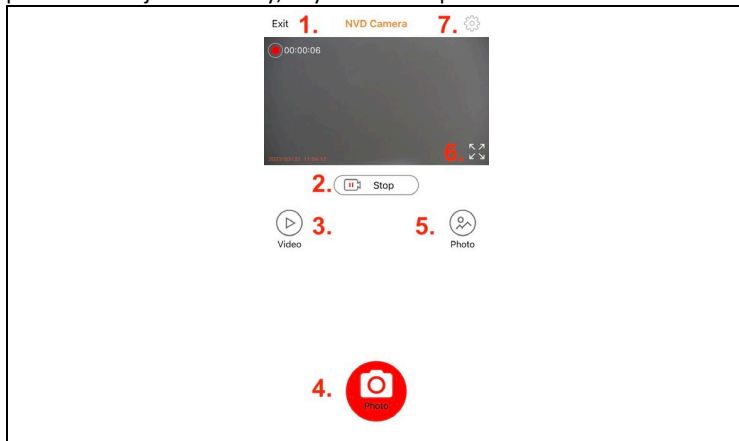 Exit 1. NVD Camera 7.
00:00:06
6.
2. Stop
3. 5.
Video Photo
4.
Photo